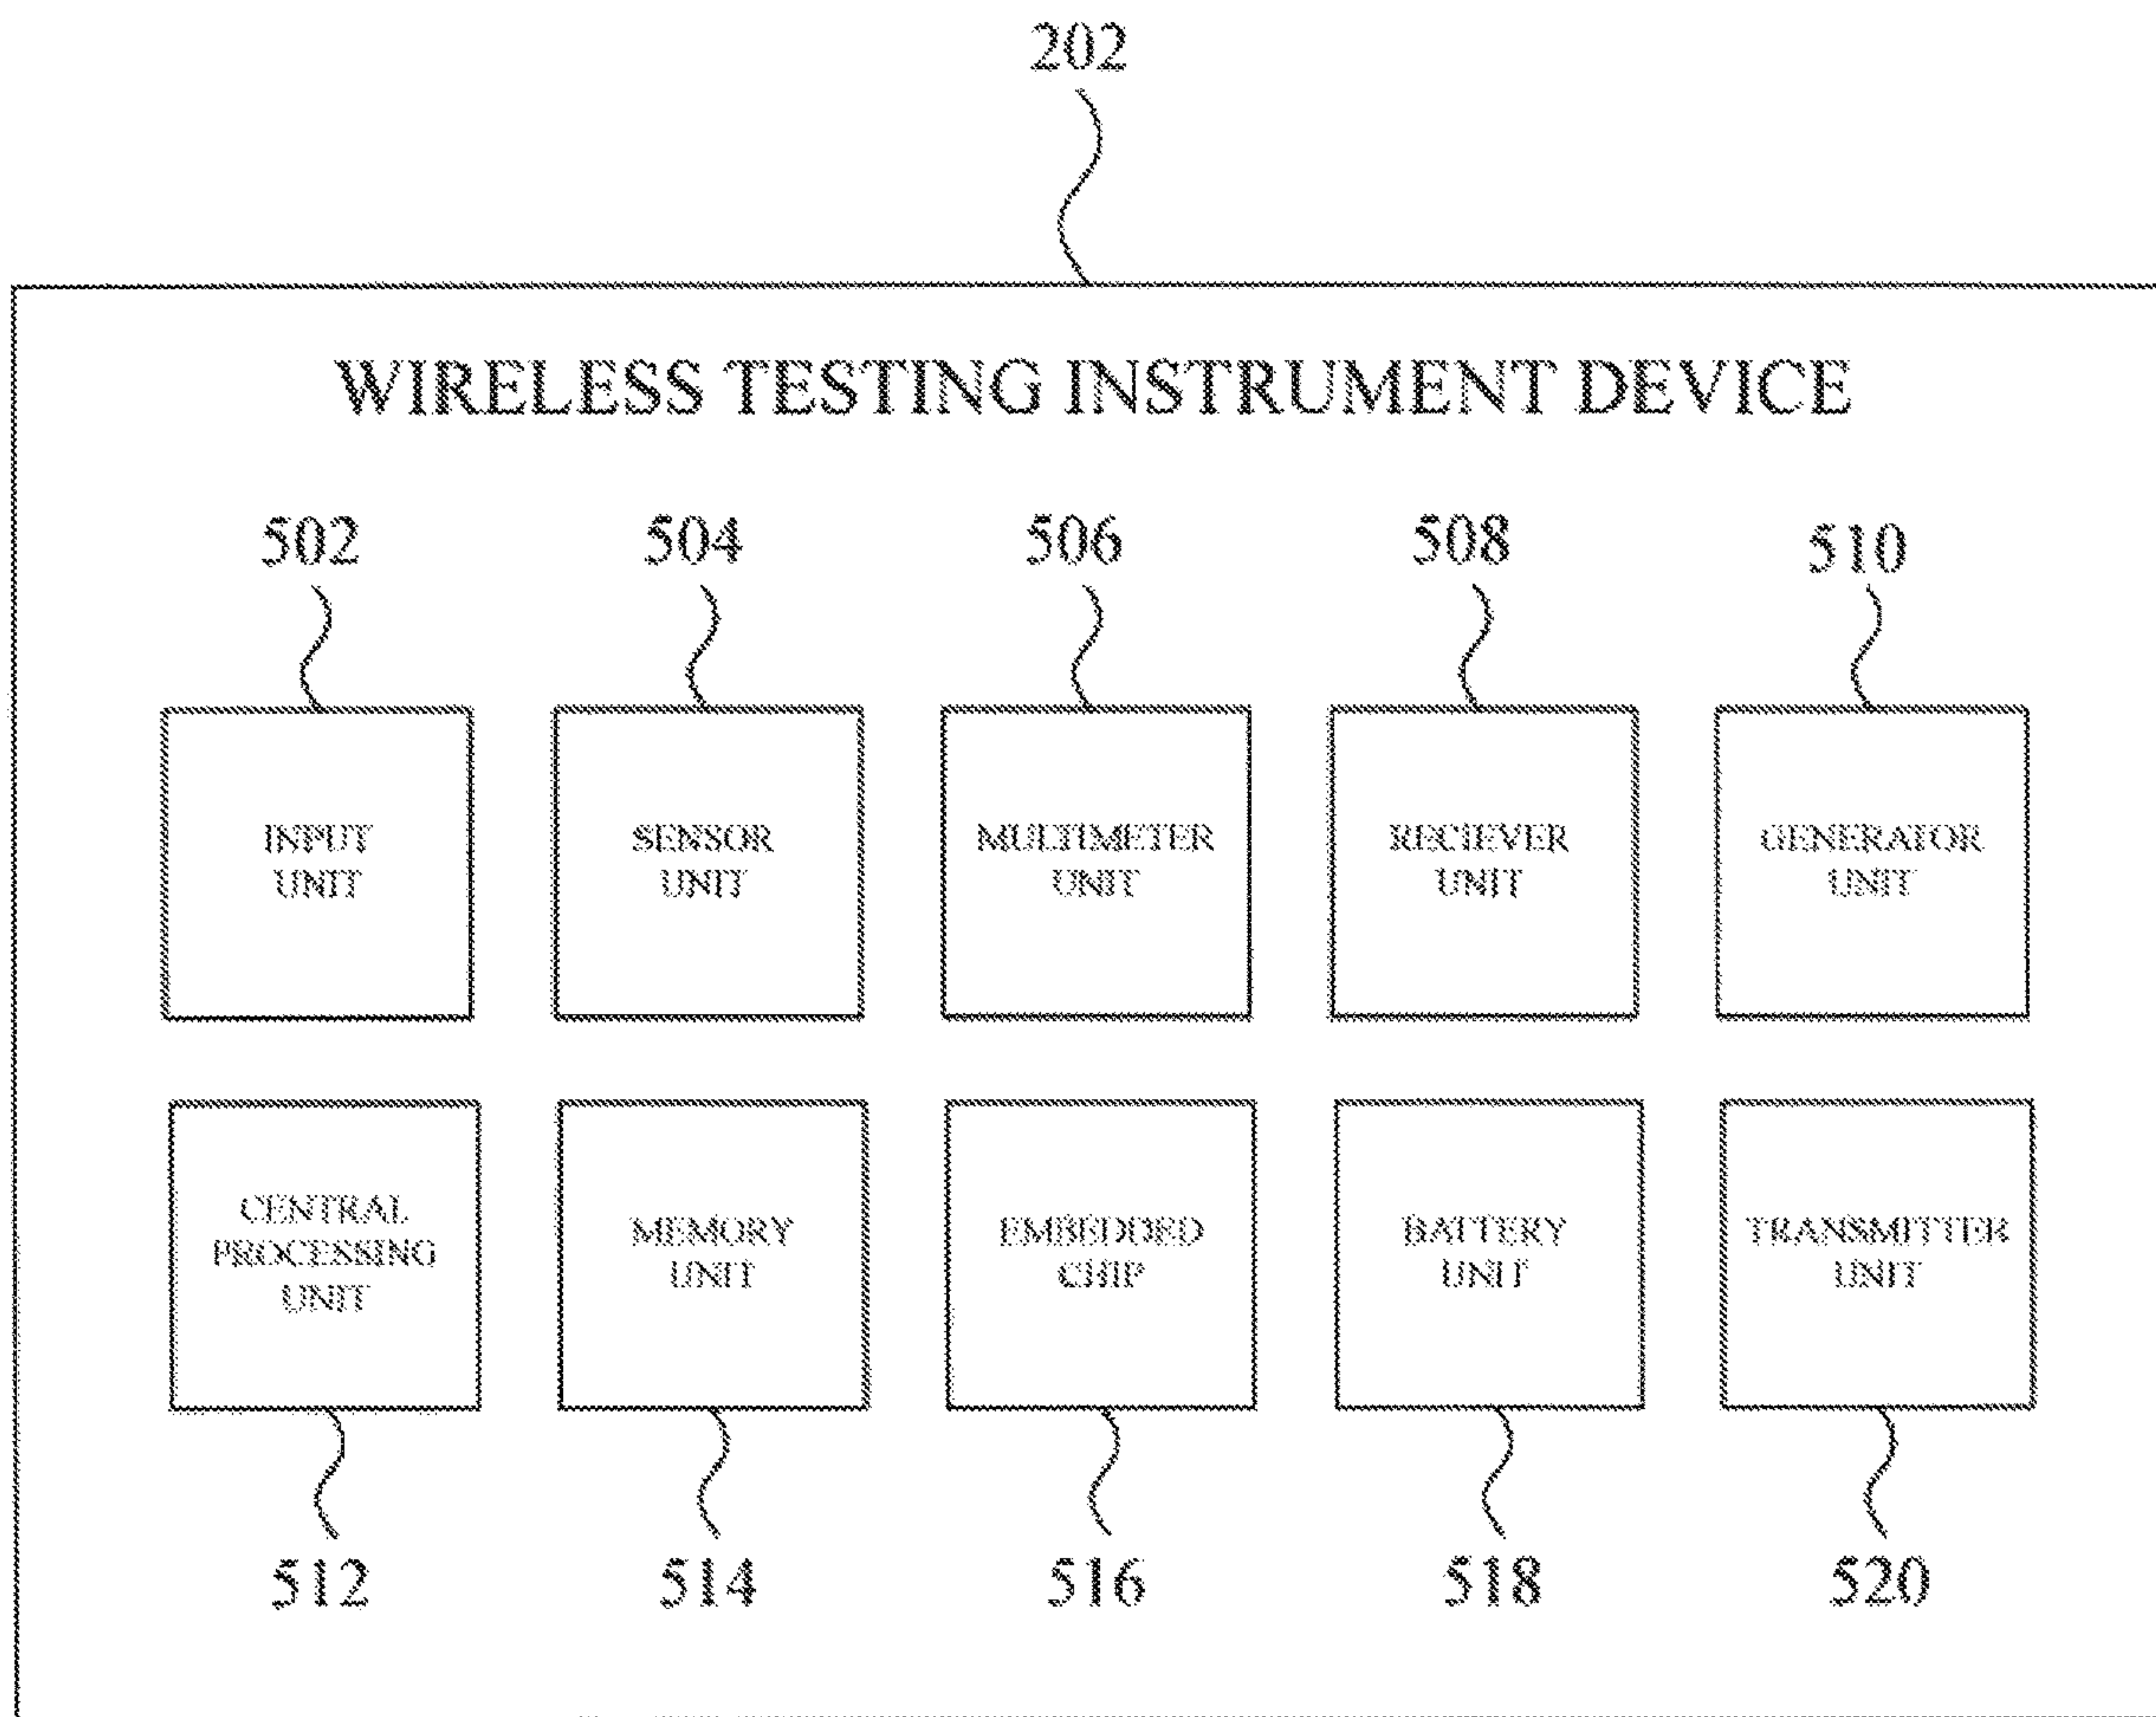 202
WIRELESS TESTING INSTRUMENT DEVICE
502 504 506 508 510
INPUT
UNIT
SENSOR
UNIT
MULTIMETER
UNIT
RECIEVER
UNIT
GENERATOR
UNIT
CENTRAL
PROCESSING
UNIT
MEMORY
UNIT
EMBEDDED
CHIP
BATTERY
UNIT
TRANSMITTER
UNIT
512 514 516 518 520